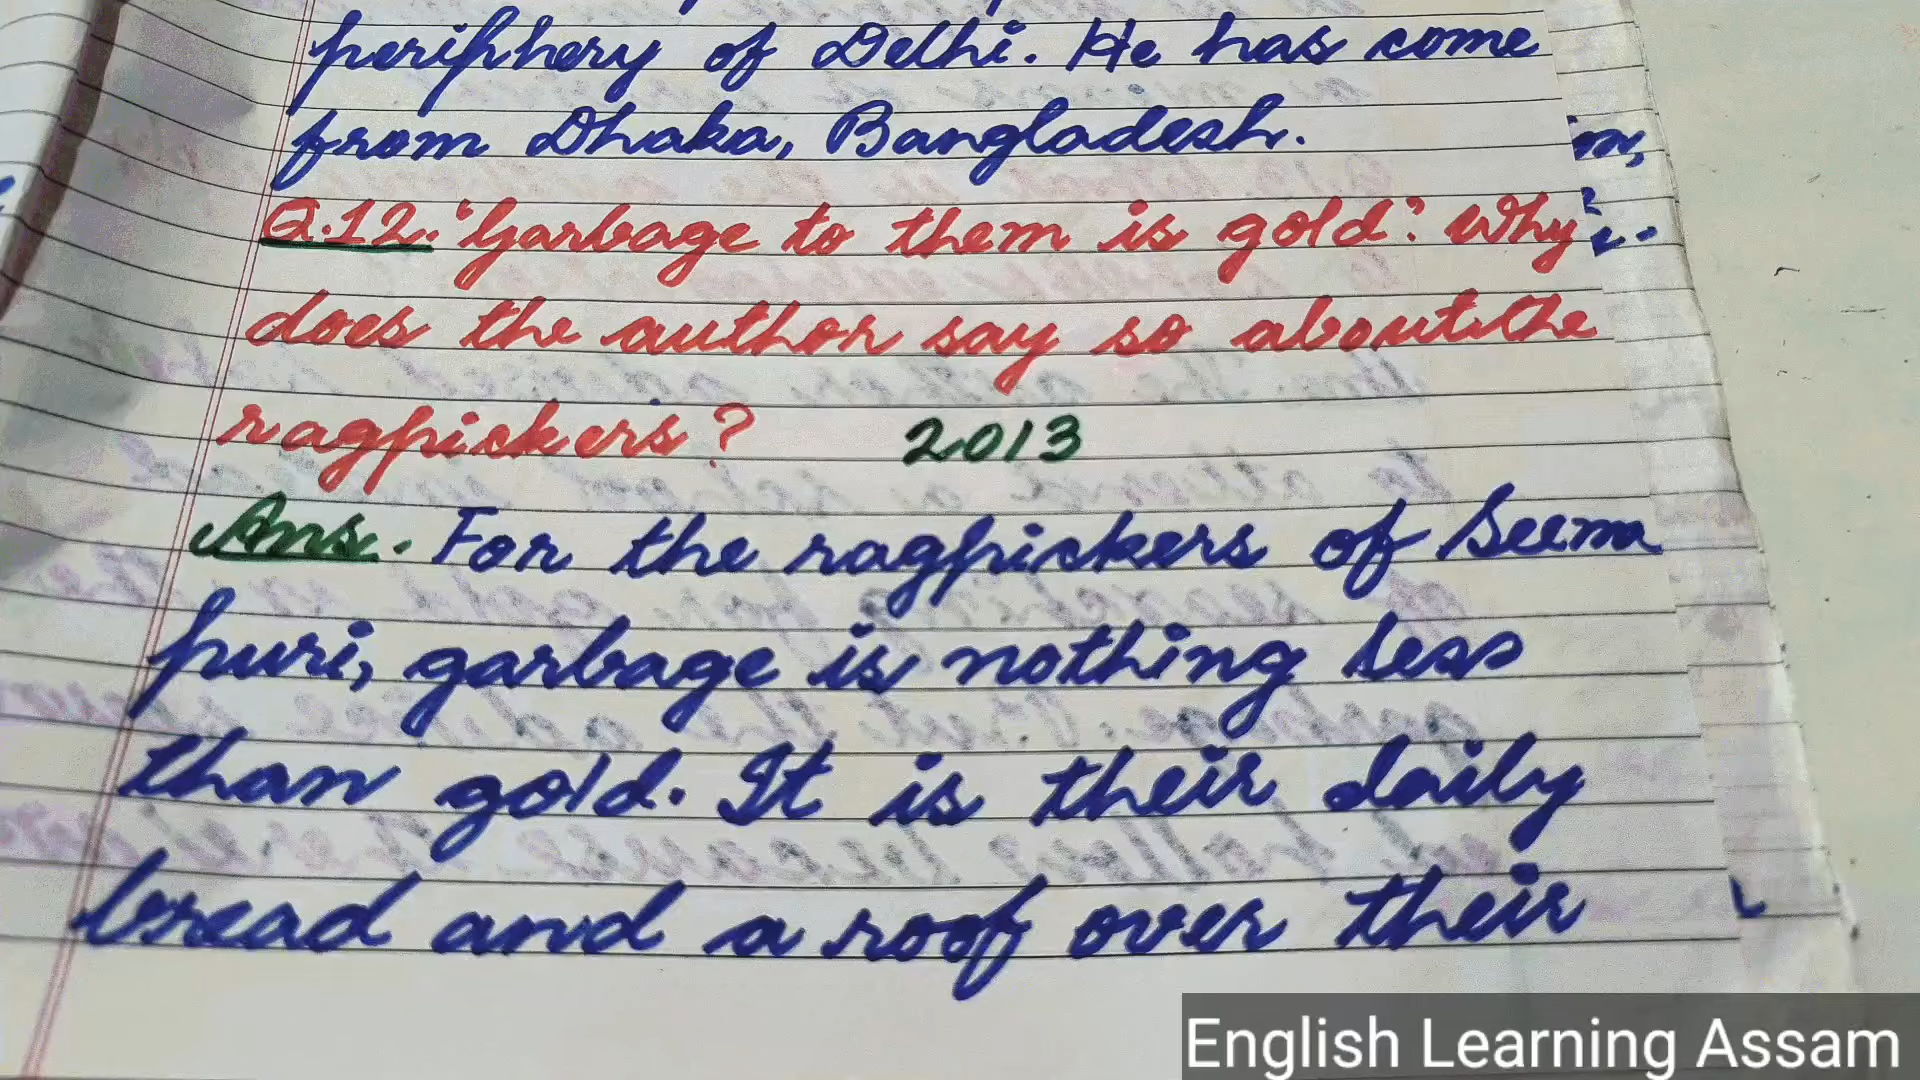 periphery of Delhi. He has come
from Dhaka, Bangladesh.
Q.12. 'Garbage to them is gold'. Why
does the author say so about the
ragpickers? 2013
Ans. For the ragpickers of Seema
puri, garbage is nothing less
than gold. It is their daily
bread and a roof over their
English Learning Assam